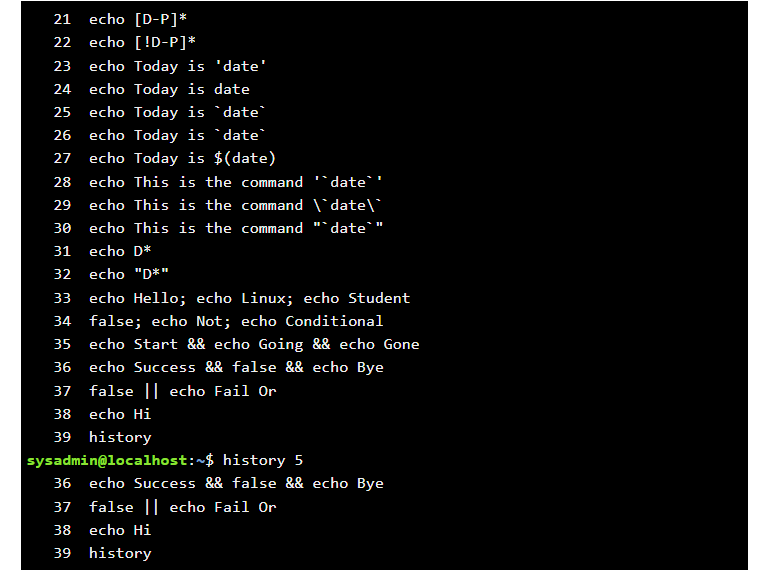 21 echo [D-P]*
22 echo [!D-P]*
23 echo Today is 'date'
24 echo Today is date
25 echo Today is `date`
26 echo Today is `date`
27 echo Today is $(date)
28 echo This is the command '`date`'
29 echo This is the command \`date\`
30 echo This is the command "`date`"
31 echo D*
32 echo "D*"
33 echo Hello; echo Linux; echo Student
34 false; echo Not; echo Conditional
35 echo Start && echo Going && echo Gone
36 echo Success && false && echo Bye
37 false || echo Fail Or
38 echo Hi
39 history
sysadmin@localhost:~$ history 5
36 echo Success && false && echo Bye
37 false || echo Fail Or
38 echo Hi
39 history